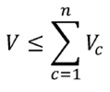 V ≤ ∑_{c=1}^{n} V_c